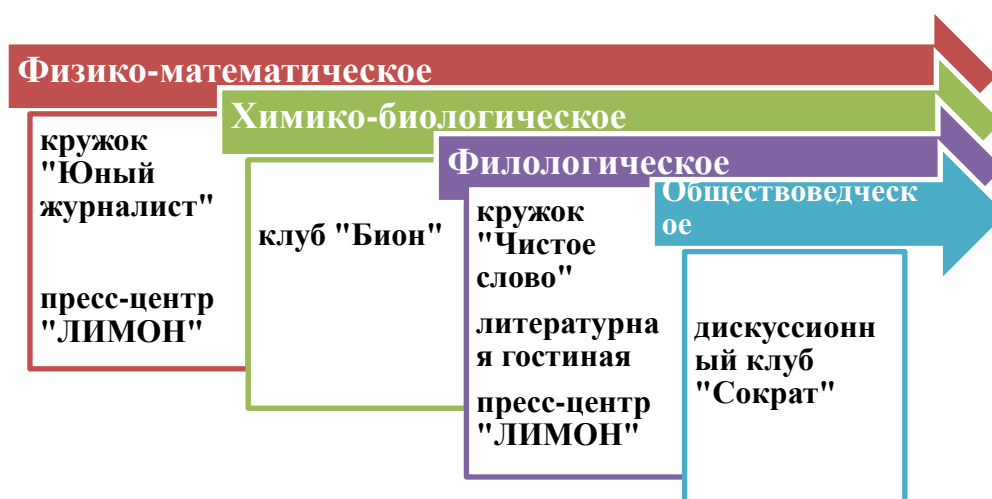 Физико-математическое
кружок
"Юный
журналист"
пресс-центр
"ЛИМОН"
Химико-биологическое
клуб "Бион"
Филологическое
кружок
"Чистое
слово"
литературна
я гостиная
пресс-центр
"ЛИМОН"
Обществоведческ
ое
дискуссионн
ый клуб
"Сократ"